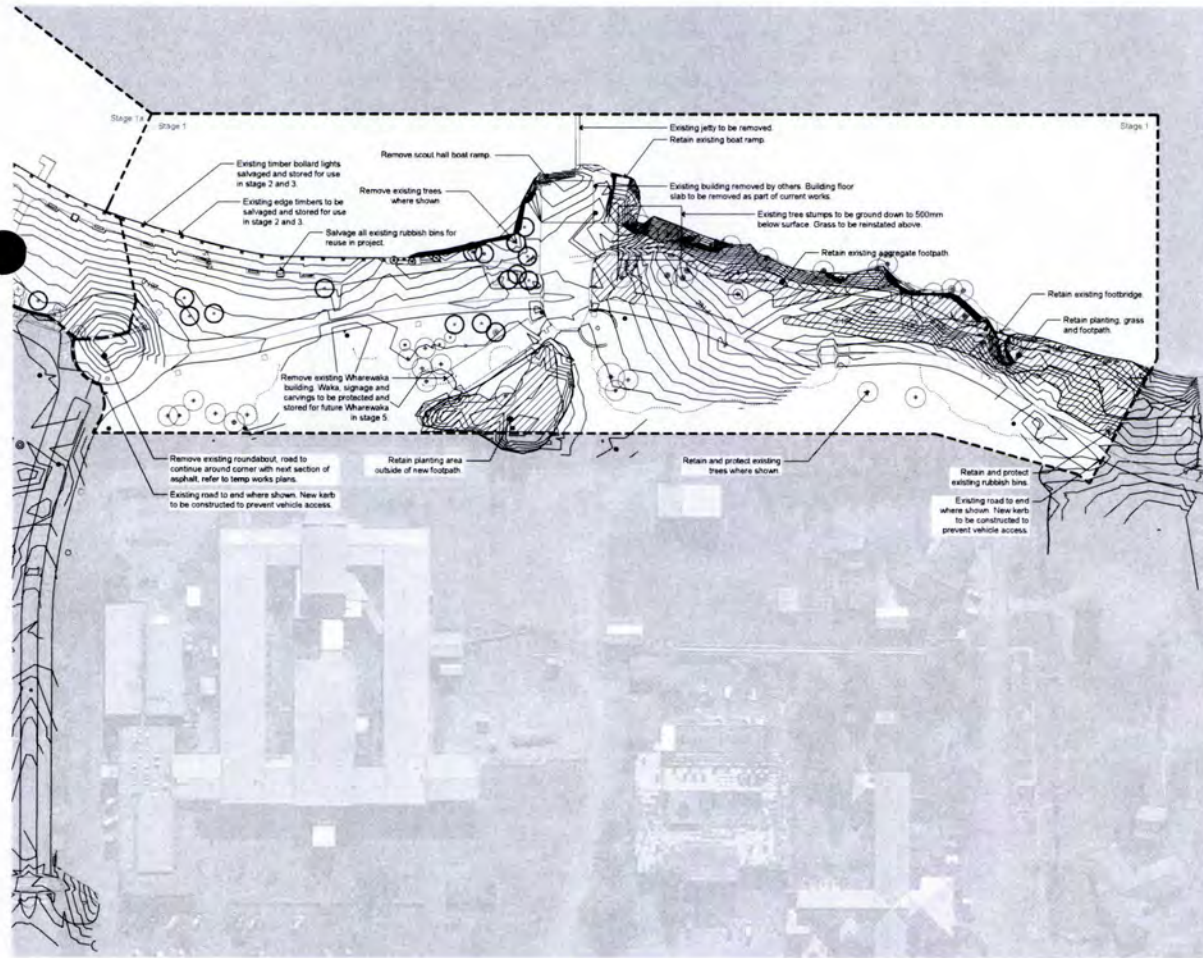 Stage 1a
Stage 1
Stage 1
Existing timber bollard lights
salvaged and stored for use
in stage 2 and 3.
Existing edge timbers to be
salvaged and stored for use
in stage 2 and 3.
Salvage all existing rubbish bins for
reuse in project.
Remove scout hall boat ramp.
Remove existing trees
where shown
Existing jetty to be removed.
Retain existing boat ramp.
Existing building removed by others. Building floor
slab to be removed as part of current works.
Existing tree stumps to be ground down to 500mm
below surface. Grass to be reinstated above.
Retain existing aggregate footpath
Retain existing footbridge.
Retain planting, grass
and footpath.
Remove existing Wharewaka
building. Waka, signage and
carvings to be protected and
stored for future Wharewaka
in stage 5.
Remove existing roundabout, road to
continue around corner with next section of
asphalt, refer to temp works plans.
Existing road to end where shown. New kerb
to be constructed to prevent vehicle access.
Retain planting area
outside of new footpath.
Retain and protect existing
trees where shown.
Retain and protect
existing rubbish bins.
Existing road to end
where shown. New kerb
to be constructed to
prevent vehicle access.